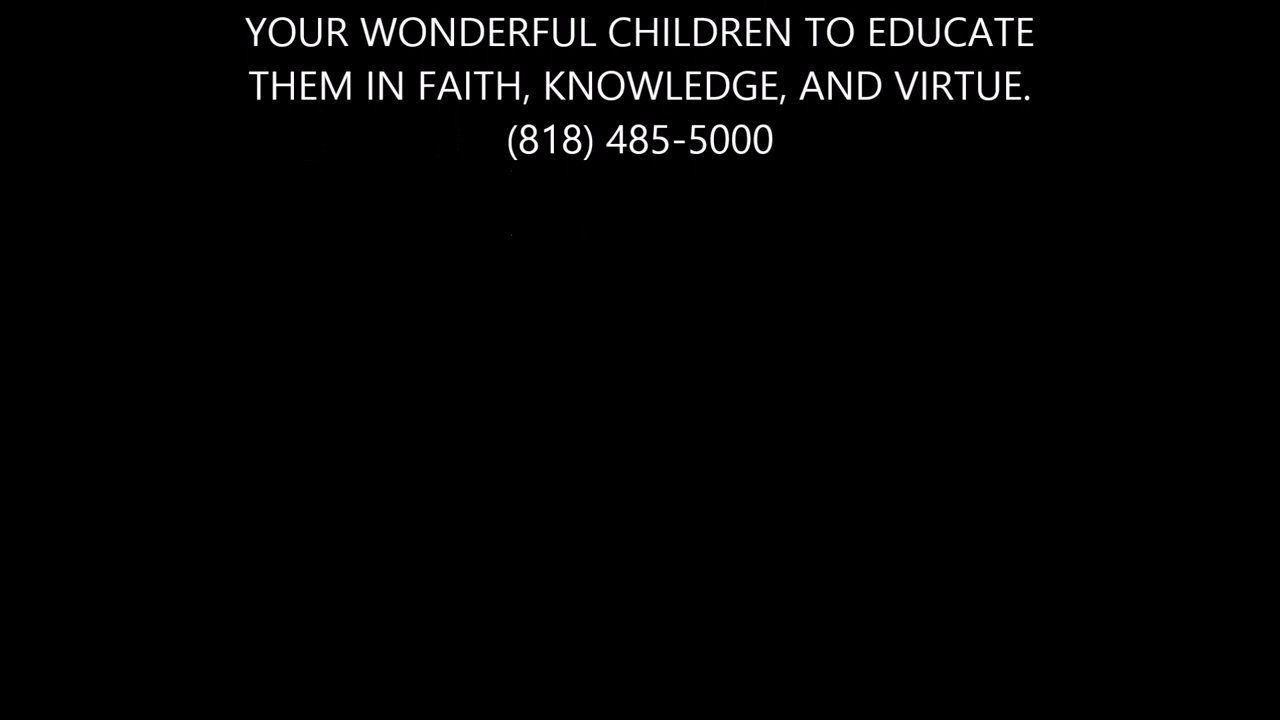 YOUR WONDERFUL CHILDREN TO EDUCATE
THEM IN FAITH, KNOWLEDGE, AND VIRTUE.
(818) 485-5000